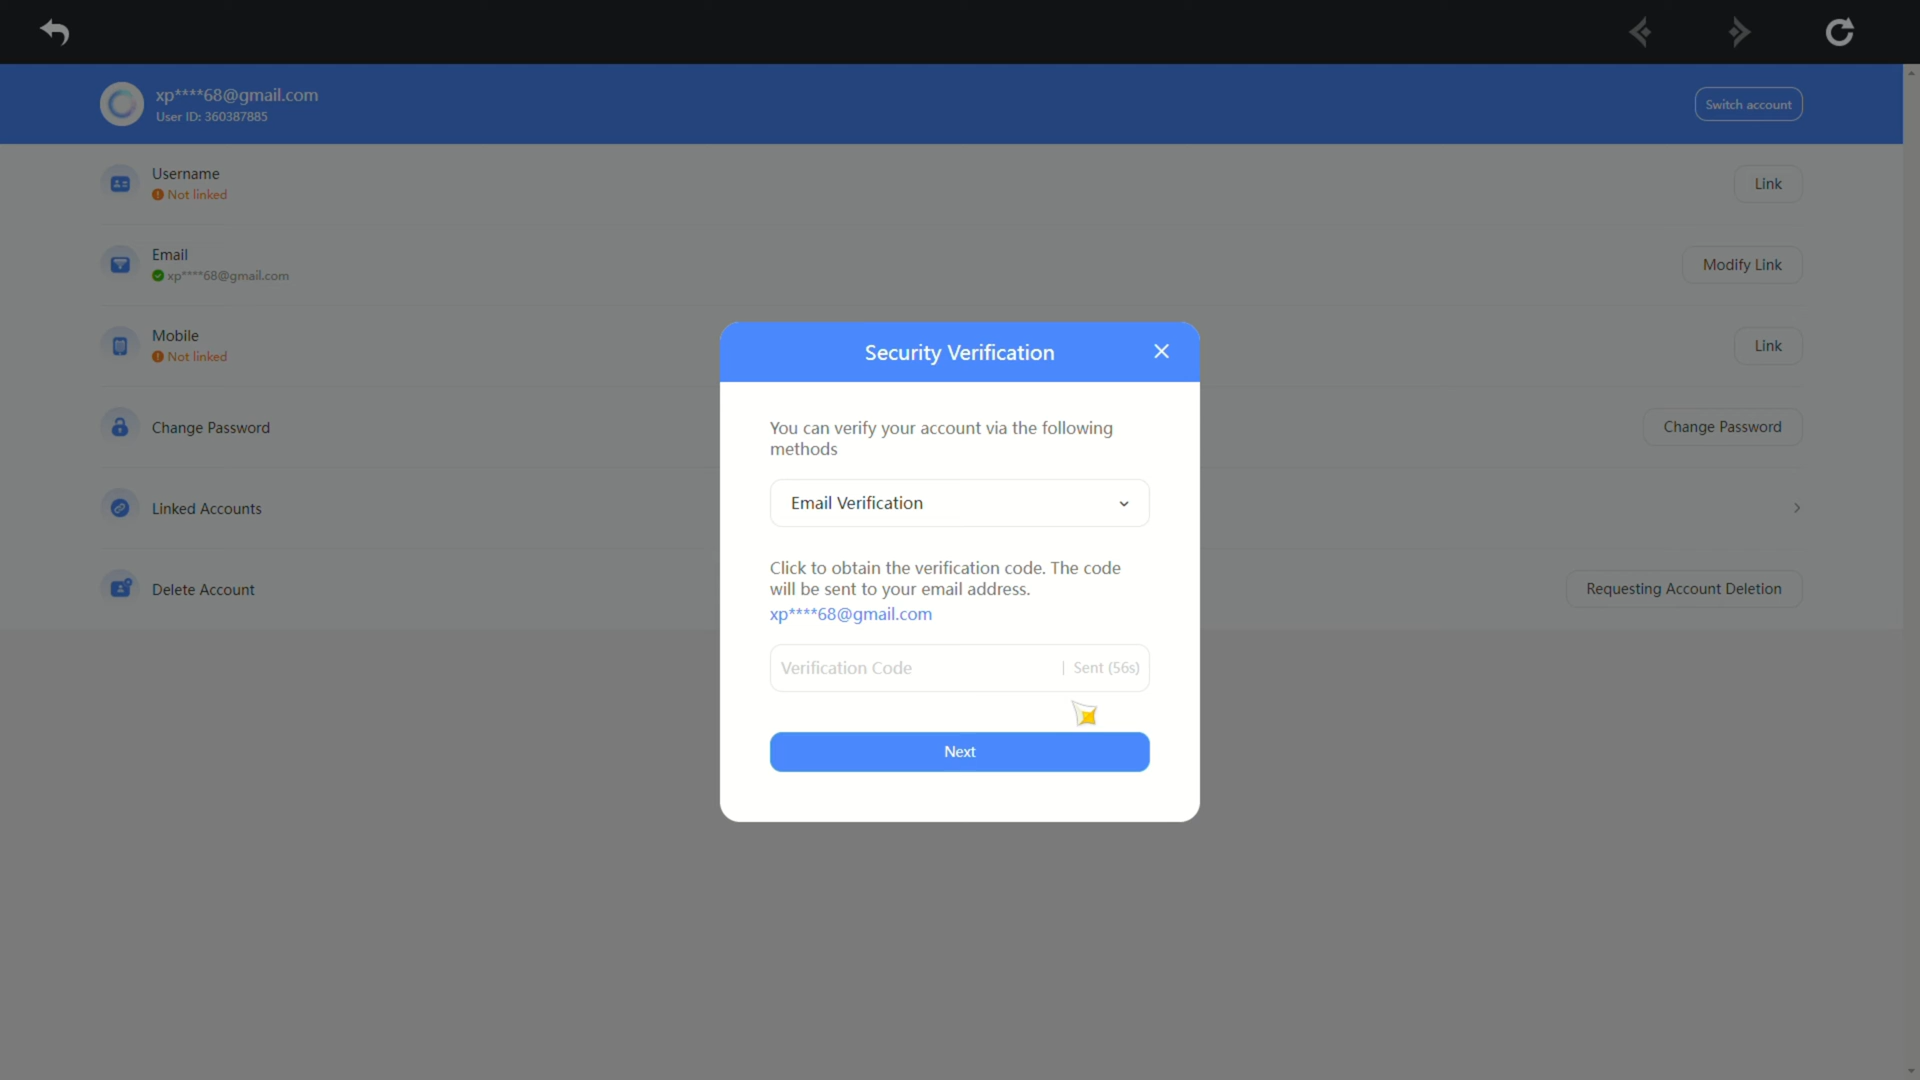 xp****68@gmail.com
User ID: 360387885
Switch account
Username
Not linked
Link
Email
xp****68@gmail.com
Modify Link
Mobile
Not linked
Link
Change Password
Change Password
Linked Accounts
Delete Account
Requesting Account Deletion
Security Verification
You can verify your account via the following
methods
Email Verification
Click to obtain the verification code. The code
will be sent to your email address.
xp****68@gmail.com
Verification Code | Sent (56s)
Next